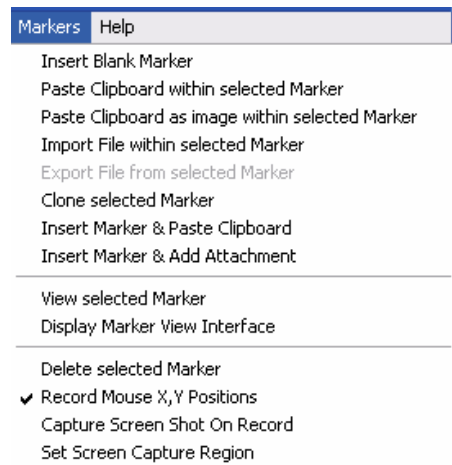 Markers Help
Insert Blank Marker
Paste Clipboard within selected Marker
Paste Clipboard as image within selected Marker
Import File within selected Marker
Export File from selected Marker
Clone selected Marker
Insert Marker & Paste Clipboard
Insert Marker & Add Attachment
View selected Marker
Display Marker View Interface
Delete selected Marker
Record Mouse X,Y Positions
Capture Screen Shot On Record
Set Screen Capture Region